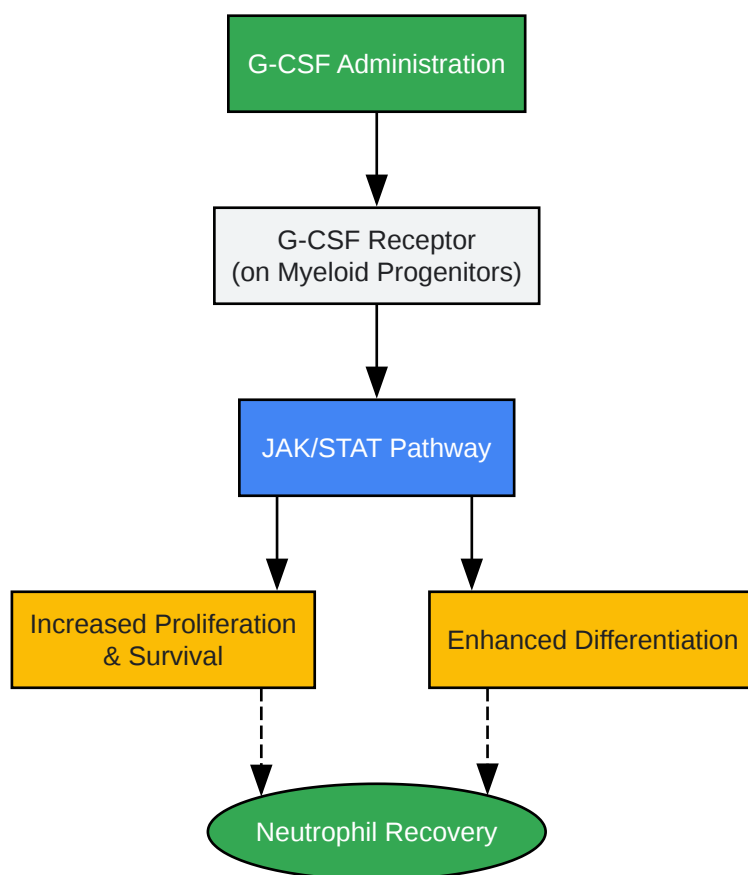 G-CSF Administration
G-CSF Receptor
(on Myeloid Progenitors)
JAK/STAT Pathway
Increased Proliferation
& Survival
Enhanced Differentiation
Neutrophil Recovery